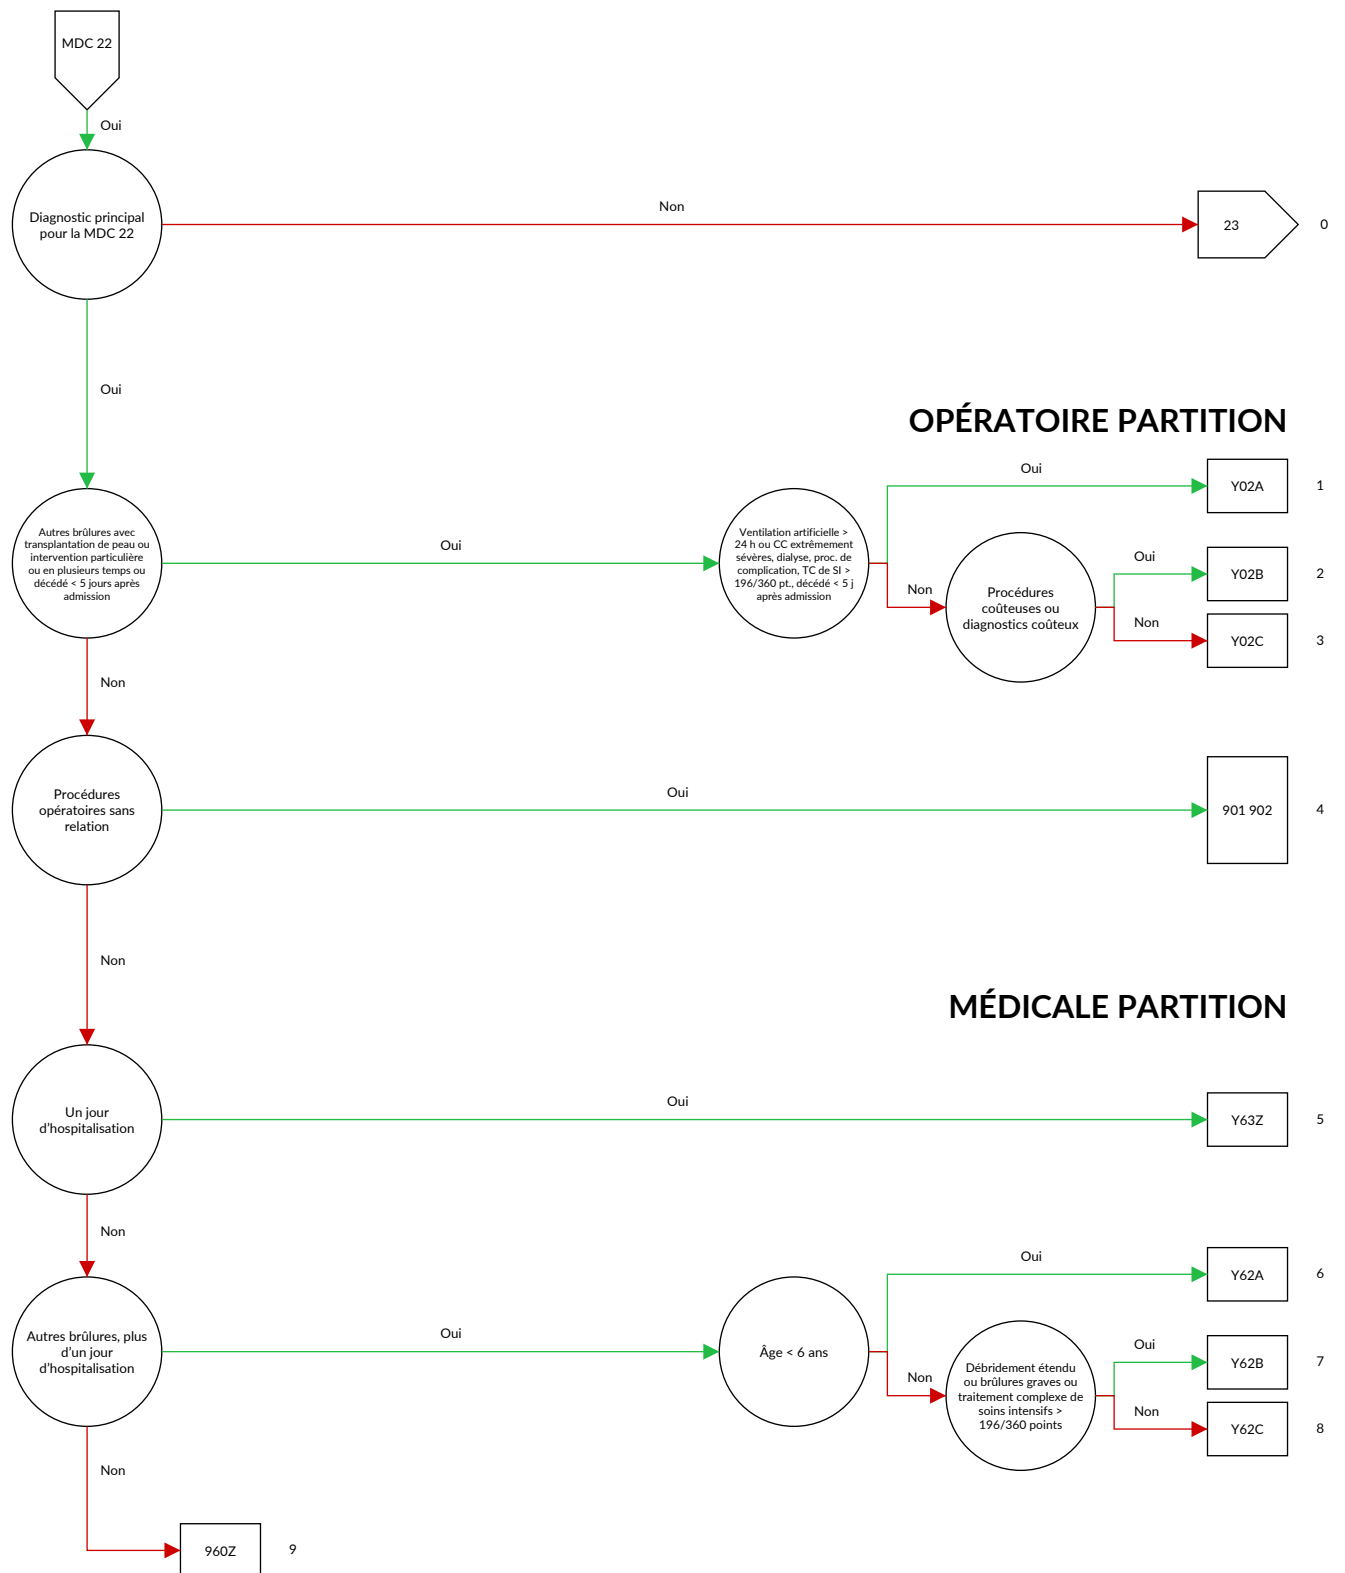 MDC 22
Oui
Diagnostic principal
pour la MDC 22
Non
23
0
Oui
OPÉRATOIRE PARTITION
Autres brûlures avec
transplantation de peau ou
intervention particulière
ou en plusieurs temps ou
décédé < 5 jours après
admission
Oui
Ventilation artificielle >
24 h ou CC extrêmement
sévères, dialyse, proc. de
complication, TC de SI >
196/360 pt., décédé < 5 j
après admission
Oui
Y02A
1
Non
Procédures
coûteuses ou
diagnostics coûteux
Oui
Y02B
2
Non
Y02C
3
Non
Procédures
opératoires sans
relation
Oui
901 902
4
Non
MÉDICALE PARTITION
Un jour
d'hospitalisation
Oui
Y63Z
5
Non
Autres brûlures, plus
d'un jour
d'hospitalisation
Oui
Âge < 6 ans
Oui
Y62A
6
Non
Débridement étendu
ou brûlures graves ou
traitement complexe de
soins intensifs >
196/360 points
Oui
Y62B
7
Non
Y62C
8
Non
960Z
9